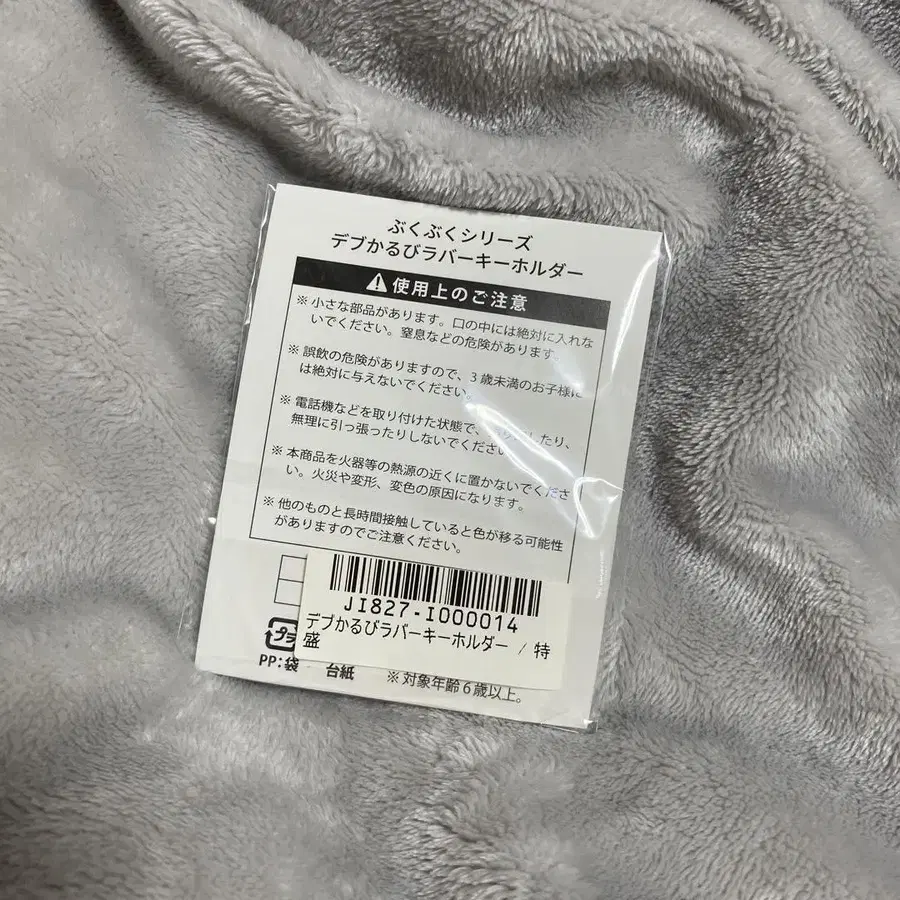 ぶくぶくシリーズ
デブかるびラバーキーホルダー
使用上のご注意
※ 小さな部品があります。口の中には絶対に入れな
いでください。窒息などの危険があります。
※ 誤飲の危険がありますので、3歳未満のお子様に
は絶対に与えないでください。
※ 電話機などを取り付けた状態で、したり、
無理に引っ張ったりしないでください
※ 本商品を火器等の熱源の近くに置かないでくださ
い。火災や変形、変色の原因になります。
※ 他のものと長時間接触していると色が移る可能性
がありますのでご注意ください。
JI827-I000014
デブかるびラバーキーホルダー / 特
盛
プラ
PP：袋 台紙
※対象年齢6歳以上。